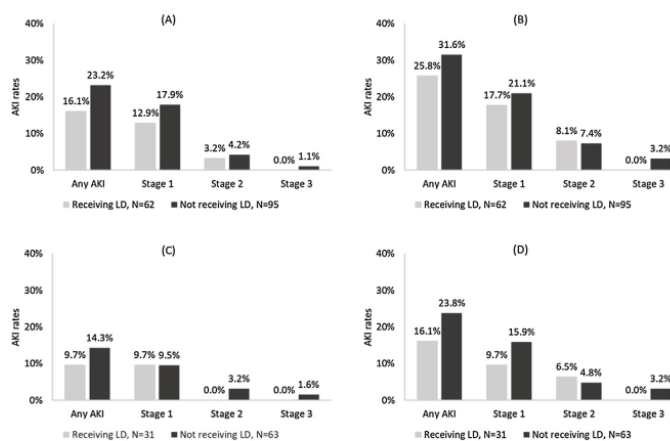 (A)
40%
30%
20%
10%
0%
AKI rates
16.1% 23.2%
12.9% 17.9%
3.2% 4.2%
0.0% 1.1%
Any AKI Stage 1 Stage 2 Stage 3
Receiving LD, N=62 Not receiving LD, N=95
(B)
40%
30%
20%
10%
0%
AKI rates
25.8% 31.6%
17.7% 21.1%
8.1% 7.4%
0.0% 3.2%
Any AKI Stage 1 Stage 2 Stage 3
Receiving LD, N=62 Not receiving LD, N=95
(C)
40%
30%
20%
10%
0%
AKI rates
9.7% 14.3%
9.7% 9.5%
0.0% 3.2%
0.0% 1.6%
Any AKI Stage 1 Stage 2 Stage 3
Receiving LD, N=31 Not receiving LD, N=63
(D)
40%
30%
20%
10%
0%
AKI rates
16.1% 23.8%
9.7% 15.9%
6.5% 4.8%
0.0% 3.2%
Any AKI Stage 1 Stage 2 Stage 3
Receiving LD, N=31 Not receiving LD, N=63